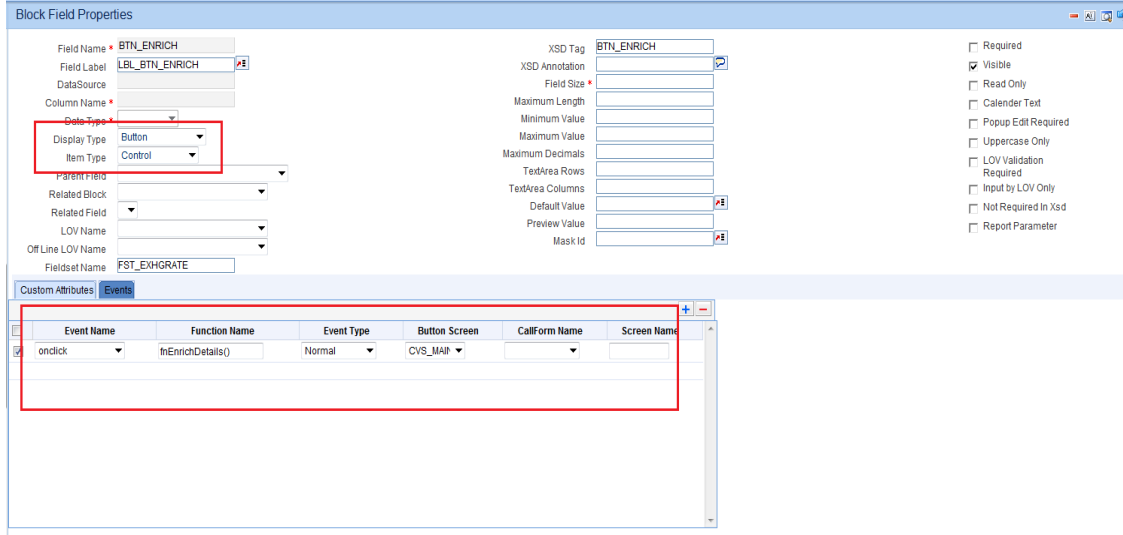 Block Field Properties
Field Name * BTN_ENRICH
Field Label LBL_BTN_ENRICH
DataSource
Column Name *
Data Type *
Display Type Button
Item Type Control
Parent Field
Related Block
Related Field
LOV Name
Off Line LOV Name
Fieldset Name FST_EXHGRATE
XSD Tag BTN_ENRICH
XSD Annotation
Field Size *
Maximum Length
Minimum Value
Maximum Value
Maximum Decimals
TextArea Rows
TextArea Columns
Default Value
Preview Value
Mask Id
Required
Visible
Read Only
Calender Text
Popup Edit Required
Uppercase Only
LOV Validation
Required
Input by LOV Only
Not Required In Xsd
Report Parameter
Custom Attributes Events
Event Name Function Name Event Type Button Screen CallForm Name Screen Name
onclick fnEnrichDetails() Normal CVS_MAIN